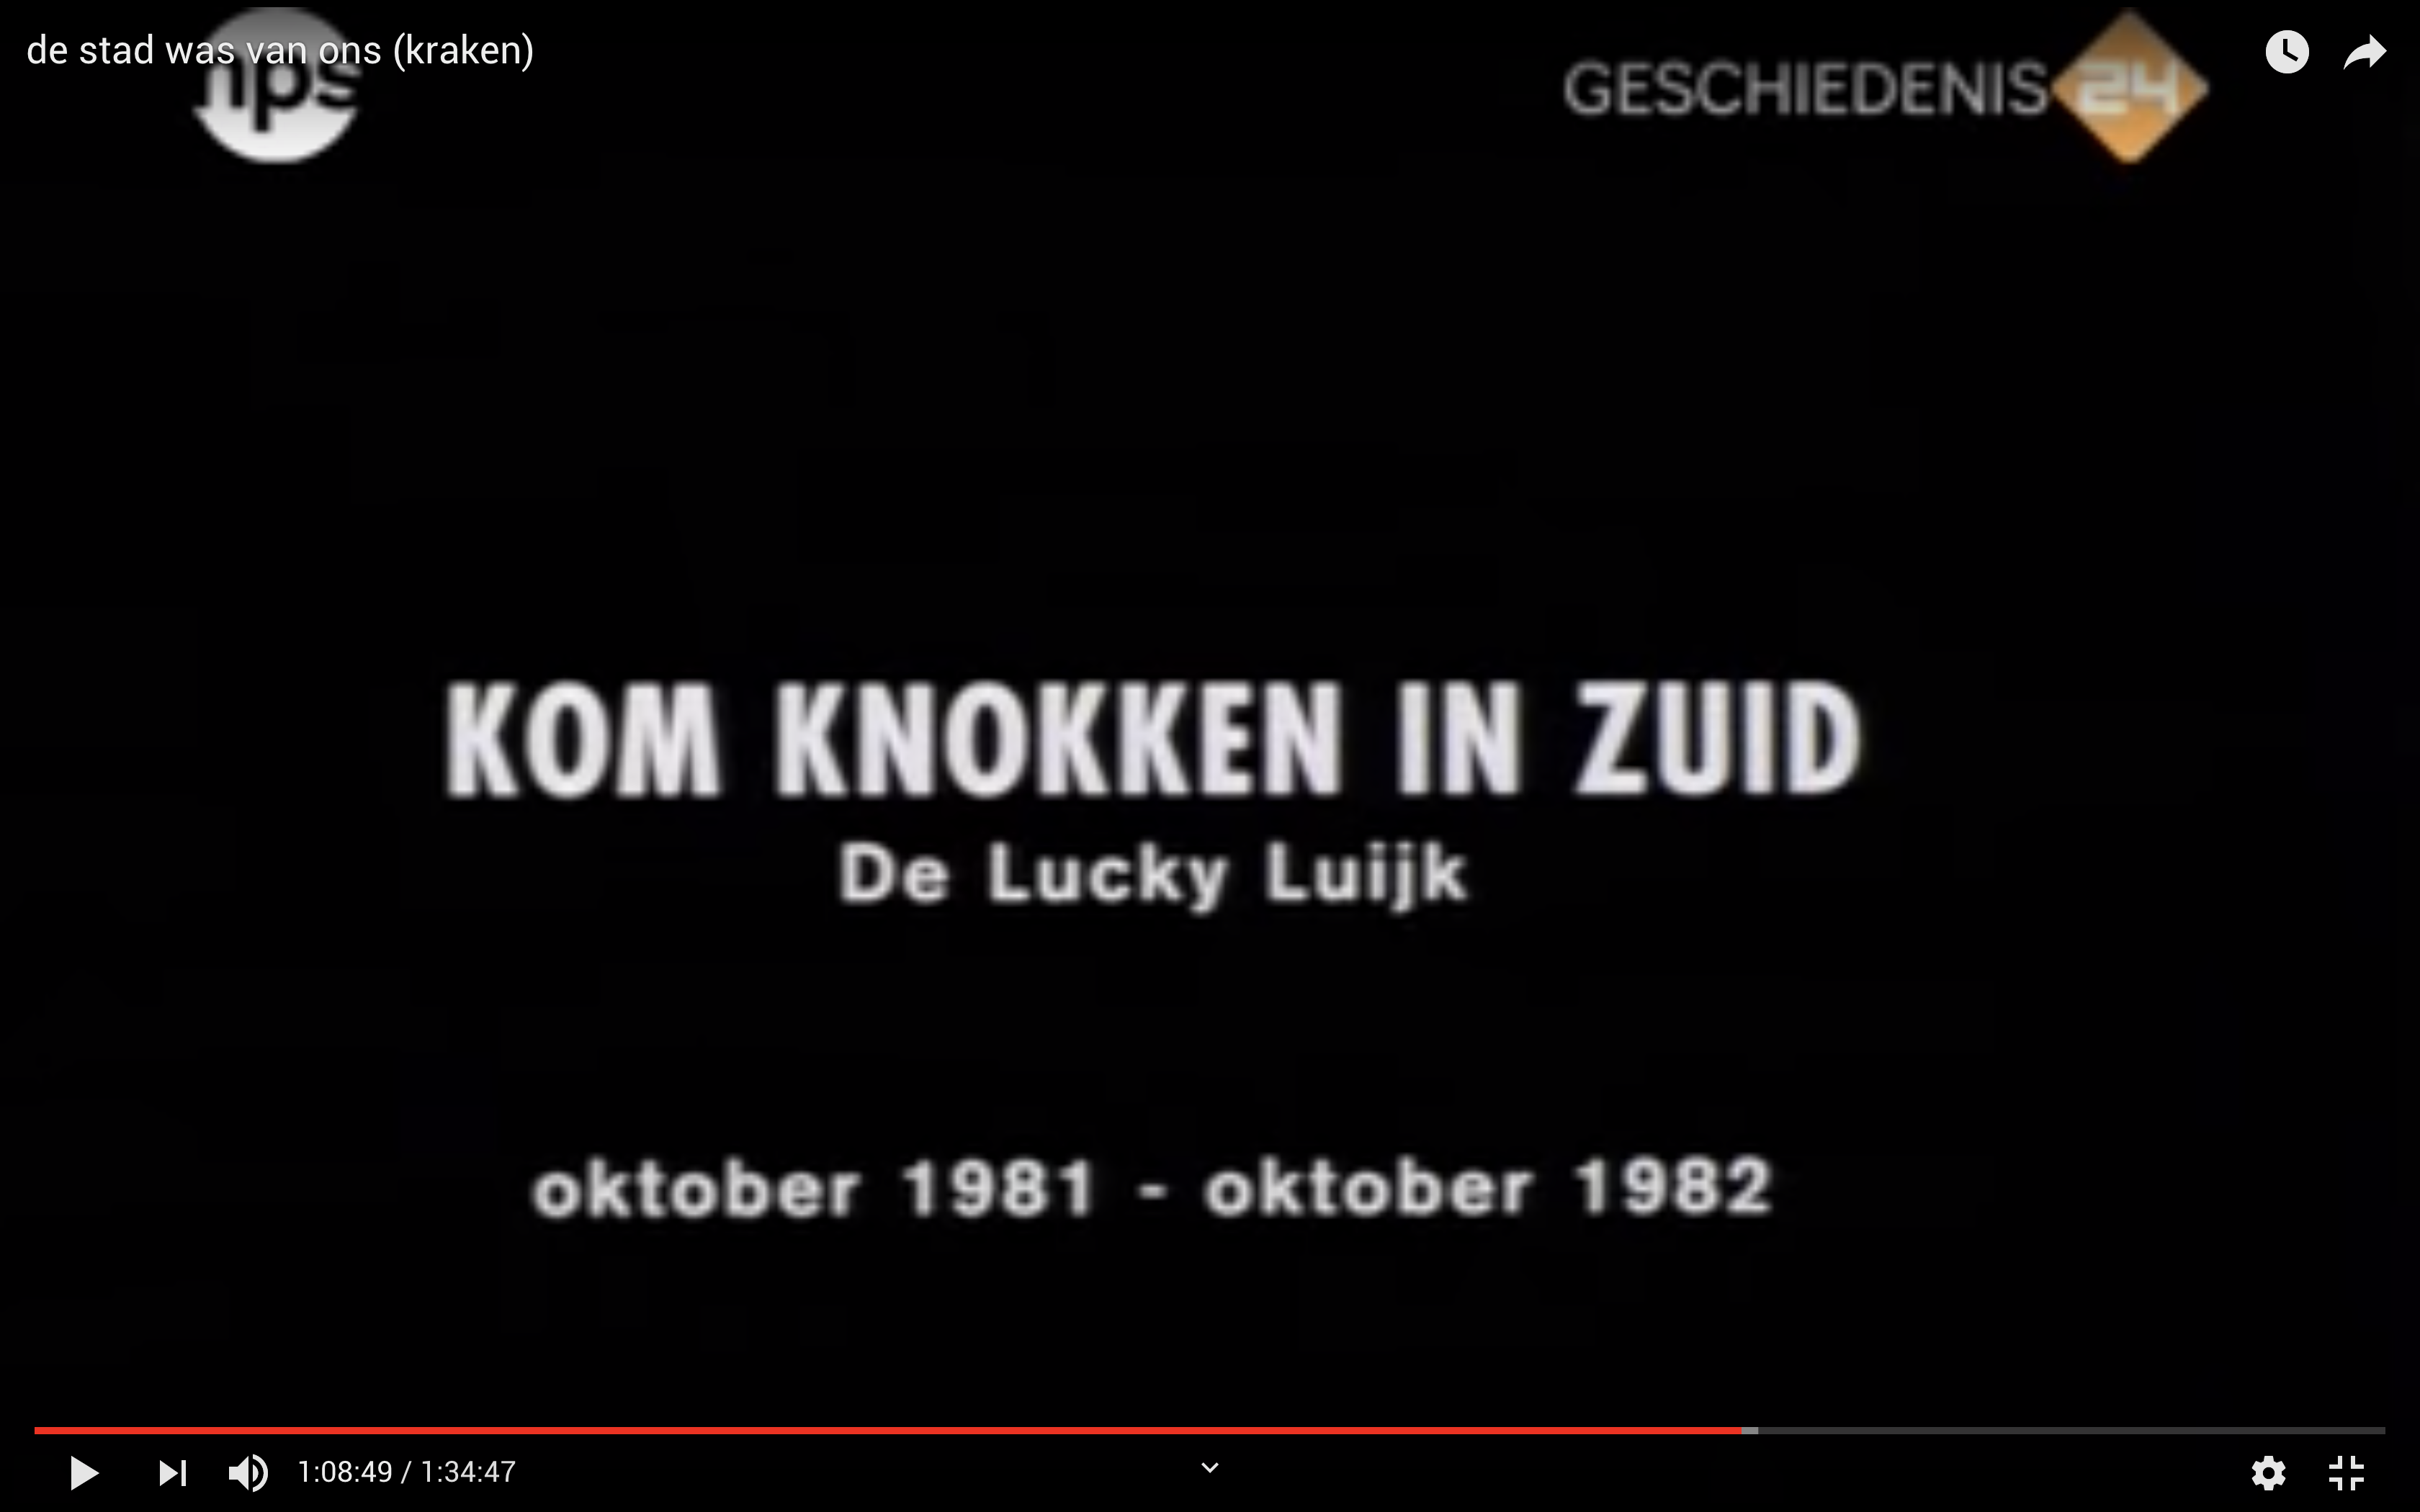 de stad was van ons (kraken)
nps
GESCHIEDENIS 24
KOM KNOKKEN IN ZUID
De Lucky Luijk
oktober 1981 - oktober 1982
1:08:49 / 1:34:47